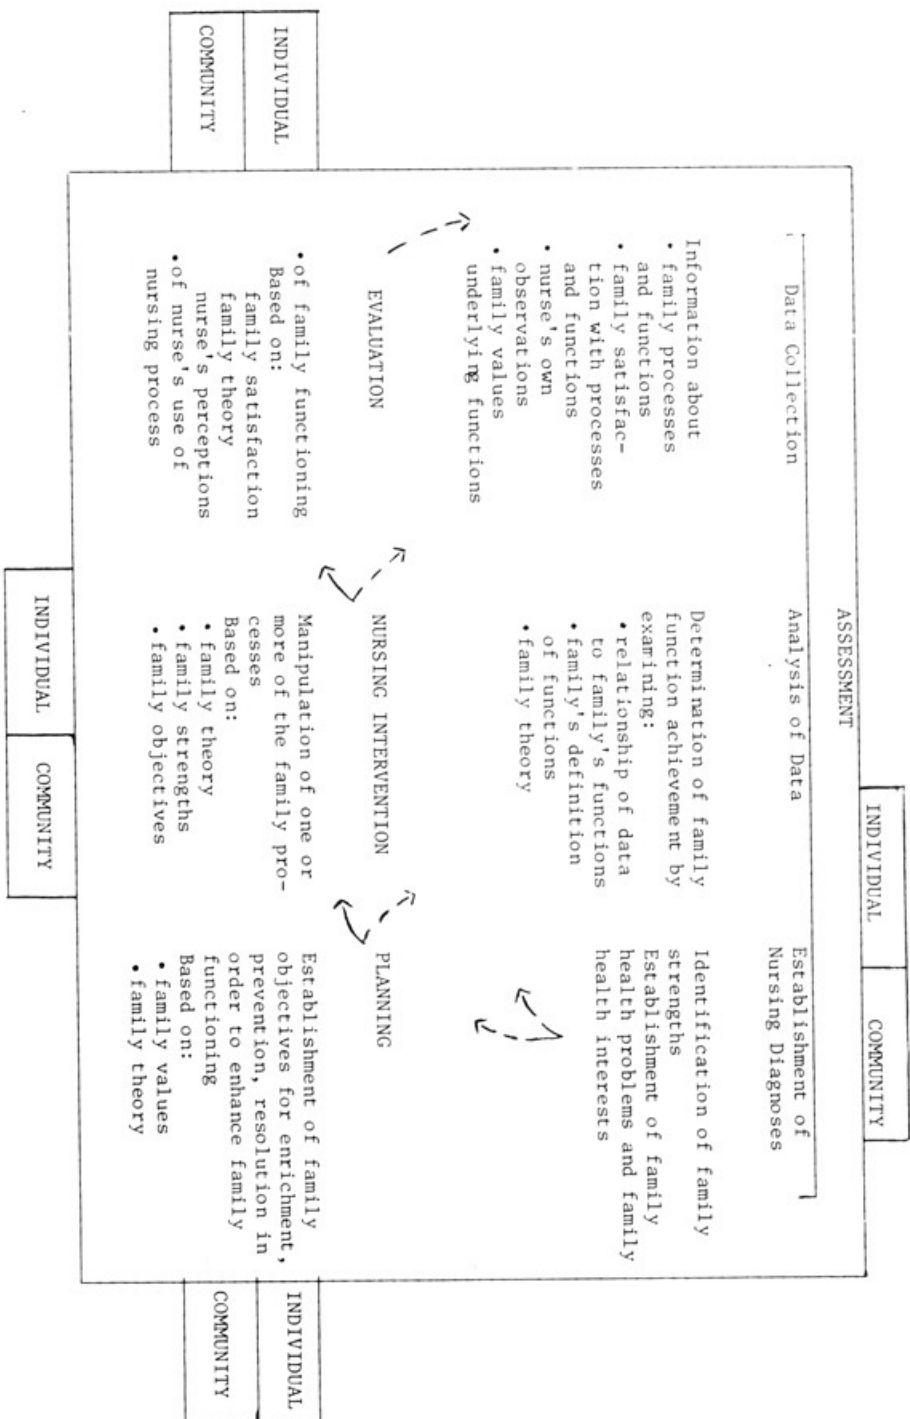 INDIVIDUAL
COMMUNITY
ASSESSMENT
Data Collection
Information about
• family processes
and functions
• family satisfac-
tion with processes
and functions
• nurse's own
observations
• family values
underlying functions
Analysis of Data
Determination of family
function achievement by
examining:
• relationship of data
to family's functions
• family's definition
of functions
• family theory
Establishment of
Nursing Diagnoses
Identification of family
strengths
Establishment of family
health problems and family
health interests
INDIVIDUAL
COMMUNITY
EVALUATION
• of family functioning
Based on:
family satisfaction
family theory
nurse's perceptions
• of nurse's use of
nursing process
NURSING INTERVENTION
Manipulation of one or
more of the family pro-
cesses
Based on:
• family theory
• family strengths
• family objectives
PLANNING
Establishment of family
objectives for enrichment,
prevention, resolution in
order to enhance family
functioning
Based on:
• family values
• family theory
INDIVIDUAL
COMMUNITY
INDIVIDUAL
COMMUNITY